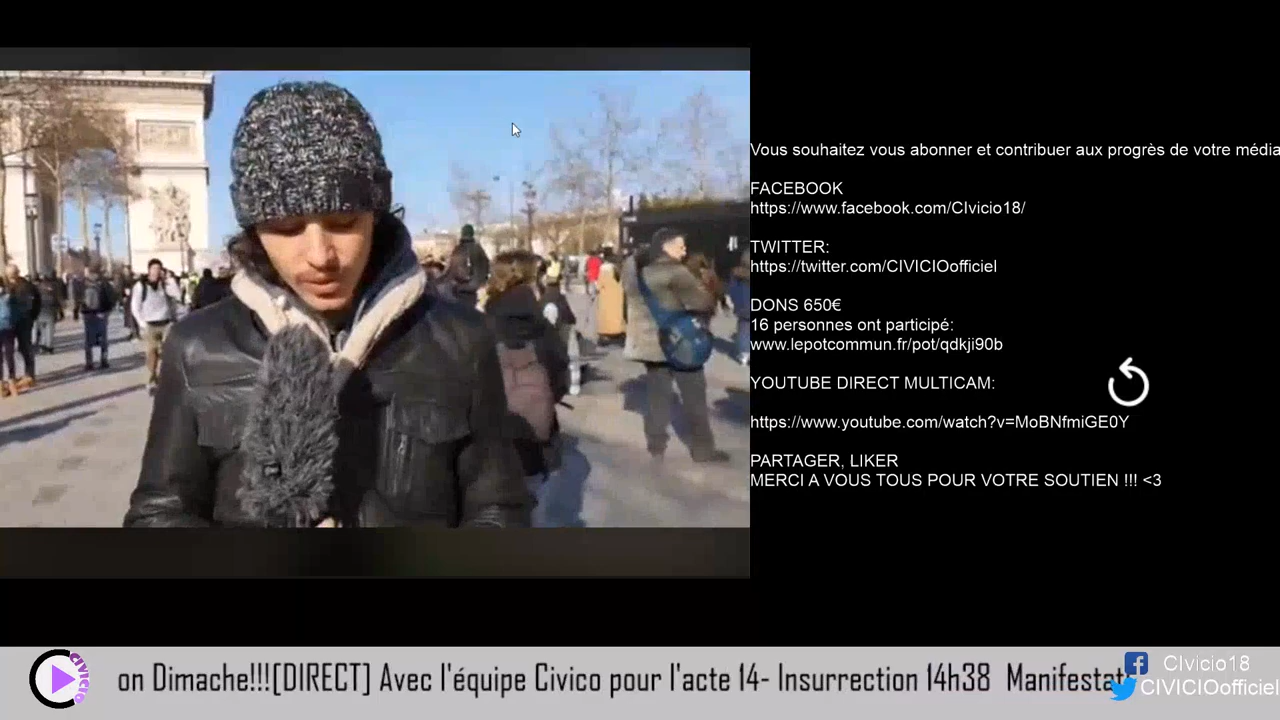 Vous souhaitez vous abonner et contribuer aux progrès de votre média
FACEBOOK
https://www.facebook.com/CIvicio18/
TWITTER:
https://twitter.com/CIVICIOofficiel
DONS 650€
16 personnes ont participé:
www.lepotcommun.fr/pot/qdkji90b
YOUTUBE DIRECT MULTICAM:
https://www.youtube.com/watch?v=MoBNfmiGE0Y
PARTAGER, LIKER
MERCI A VOUS TOUS POUR VOTRE SOUTIEN !!! <3
CIVICIO
on Dimache!!![DIRECT] Avec l'équipe Civico pour l'acte 14- Insurrection 14h38 Manifestat
CIvicio18
CIVICIOofficiel